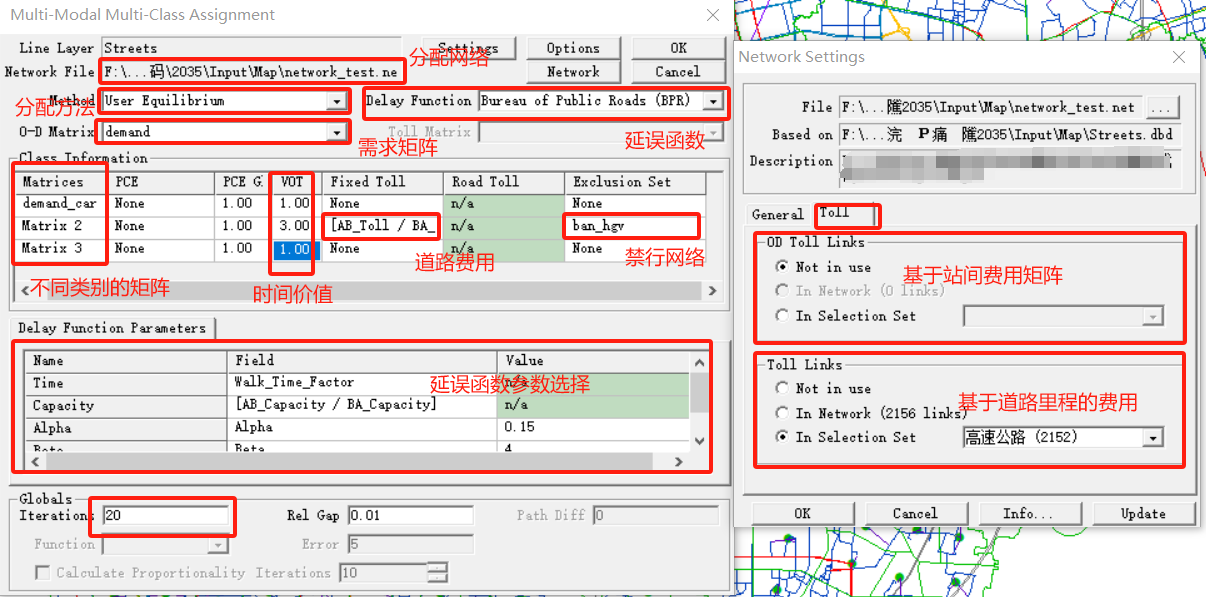 Multi-Modal Multi-Class Assignment
Line Layer Streets
Settings Options OK
Network File F:\...码\2035\Input\Map\network_test.ne
Network Cancel
分配网络
Method User Equilibrium
分配方法
Delay Function Bureau of Public Roads (BPR)
O-D Matrix demand
Toll Matrix
需求矩阵
延误函数
Class Information
Matrices PCE PCE G. VOT Fixed Toll Road Toll Exclusion Set
demand_car None 1.00 1.00 None n/a None
Matrix 2 None 1.00 3.00 [AB_Toll / BA_ n/a ban_hgv
Matrix 3 None 1.00 1.00 None n/a None
道路费用
禁行网络
不同类别的矩阵
时间价值
Delay Function Parameters
Name Field Value
Time Walk_Time_Factor n/a
延误函数参数选择
Capacity [AB_Capacity / BA_Capacity] n/a
Alpha Alpha 0.15
Beta Beta 4
Globals
Iterations 20 Rel Gap 0.01 Path Diff 0
Function Error 5
Calculate Proportionality Iterations 10
Network Settings
File F:\...隲2035\Input\Map\network_test.net ...
Based on F:\...浣 P痛 隲2035\Input\Map\Streets.dbd
Description
General Toll
OD Toll Links
Not in use
基于站间费用矩阵
In Network (0 links)
In Selection Set
Toll Links
Not in use
基于道路里程的费用
In Network (2156 links)
In Selection Set 高速公路 (2152)
OK Cancel Info... Update